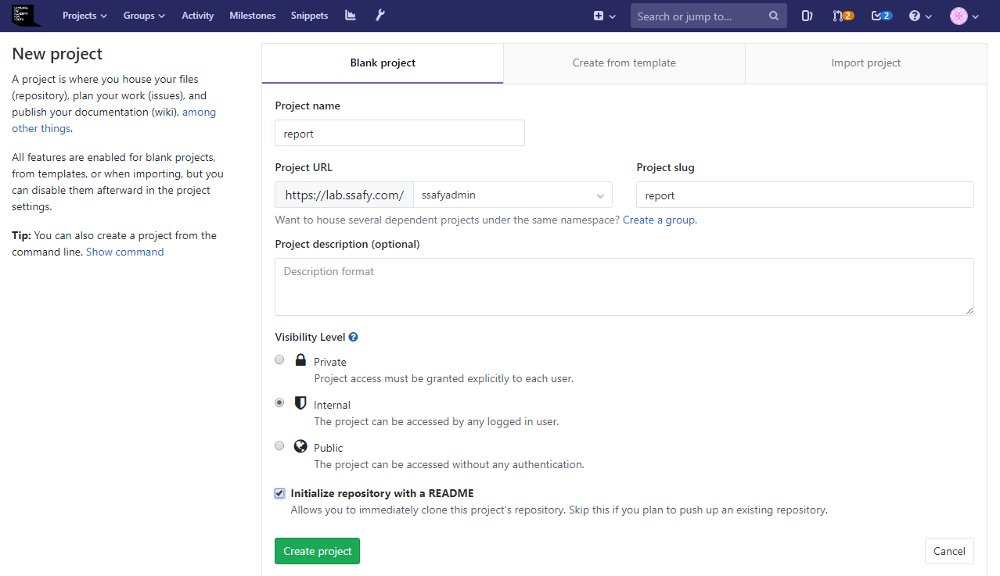 SAMSUNG
SW ACADEMY
FOR
YOUTH
Projects Groups Activity Milestones Snippets
Search or jump to...
2
2
New project
A project is where you house your files
(repository), plan your work (issues), and
publish your documentation (wiki), among
other things.
All features are enabled for blank projects,
from templates, or when importing, but you
can disable them afterward in the project
settings.
Tip: You can also create a project from the
command line. Show command
Blank project
Create from template
Import project
Project name
report
Project URL
https://lab.ssafy.com/ ssafyadmin
Project slug
report
Want to house several dependent projects under the same namespace? Create a group.
Project description (optional)
Description format
Visibility Level ?
Private
Project access must be granted explicitly to each user.
Internal
The project can be accessed by any logged in user.
Public
The project can be accessed without any authentication.
Initialize repository with a README
Allows you to immediately clone this project's repository. Skip this if you plan to push up an existing repository.
Create project
Cancel